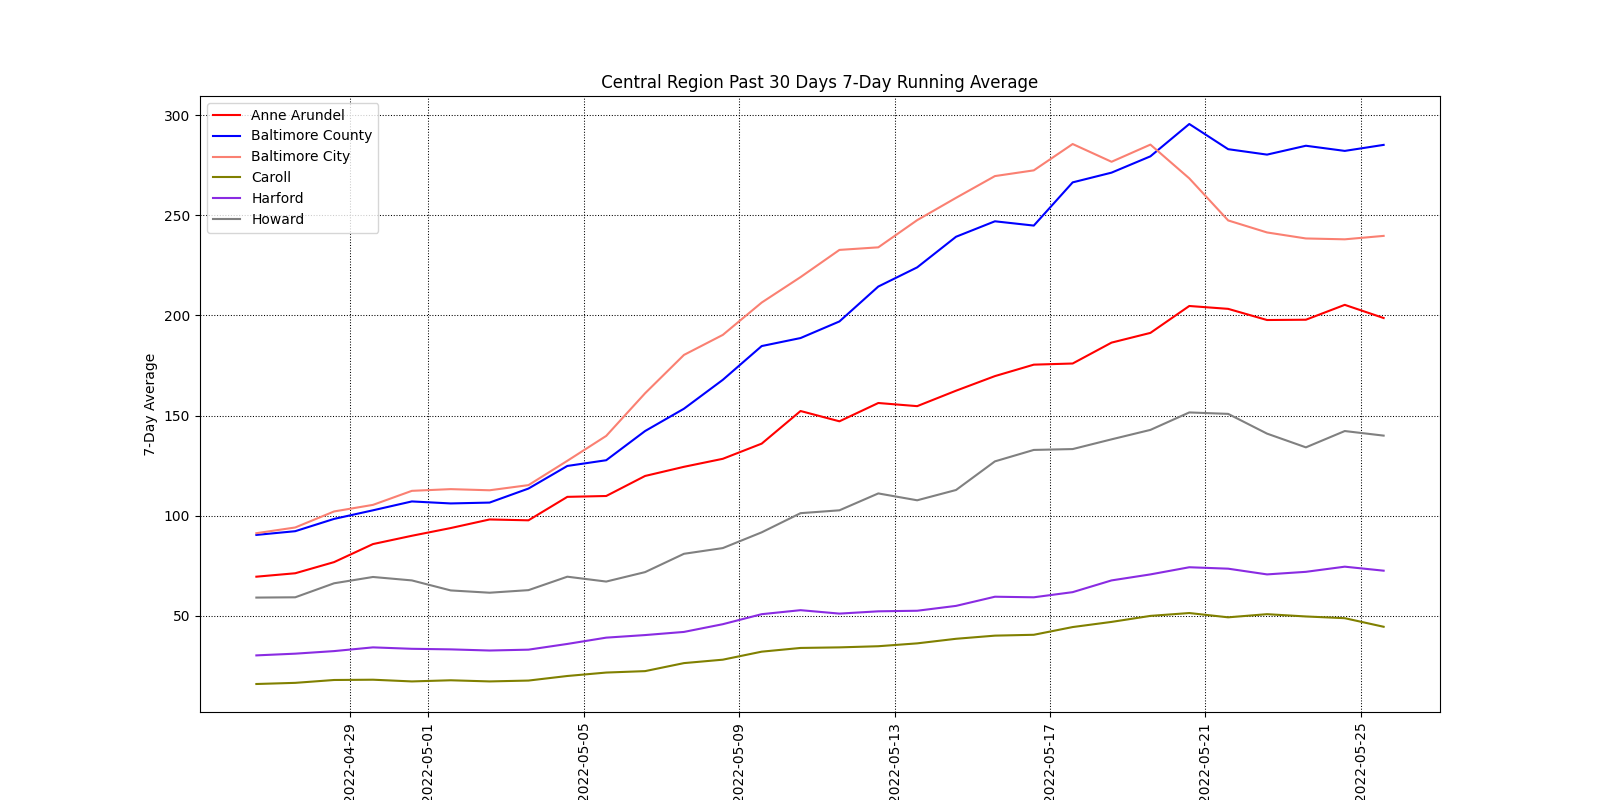 Central Region Past 30 Days 7-Day Running Average
Anne Arundel
Baltimore County
Baltimore City
Caroll
Harford
Howard
7-Day Average
300
250
200
150
100
50
2022-04-29
2022-05-01
2022-05-05
2022-05-09
2022-05-13
2022-05-17
2022-05-21
2022-05-25